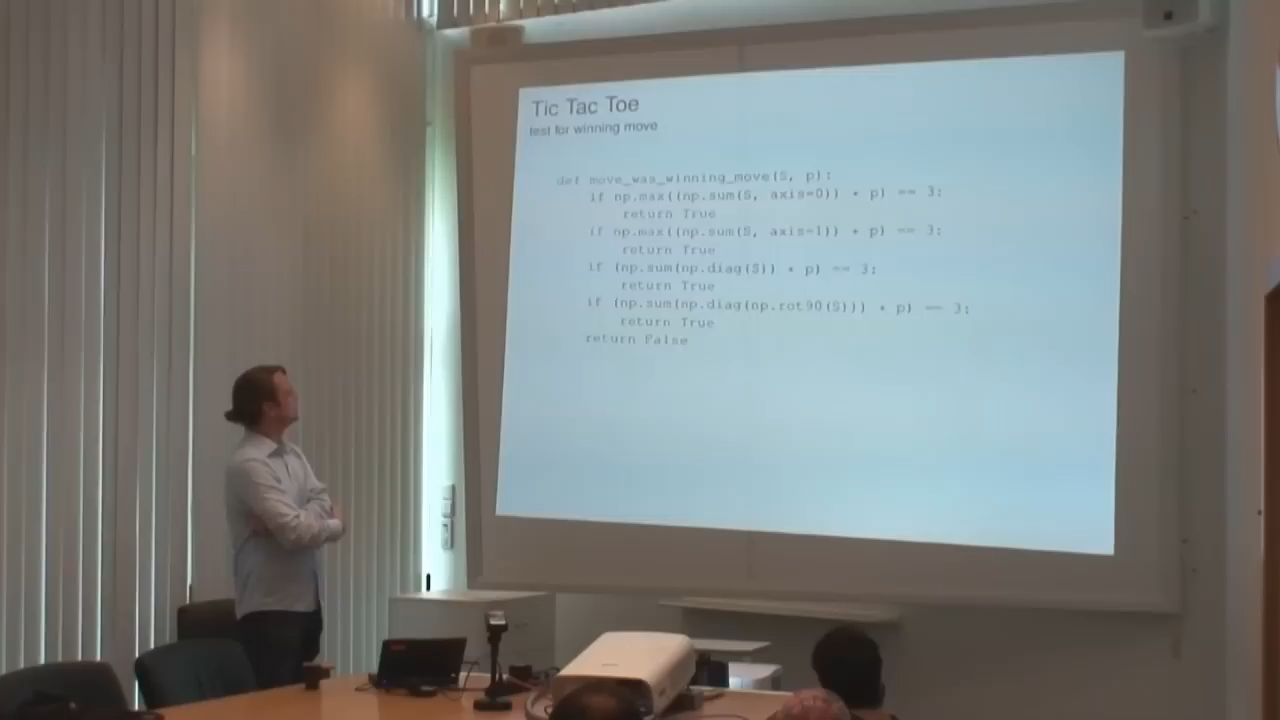 Tic Tac Toe
test for winning move
def move_was_winning_move(S, p):
if np.max((np.sum(S, axis=0)) * p) == 3:
return True
if np.max((np.sum(S, axis=1)) * p) == 3:
return True
if (np.sum(np.diag(S)) * p) == 3:
return True
if (np.sum(np.diag(np.rot90(S))) * p) == 3:
return True
return False